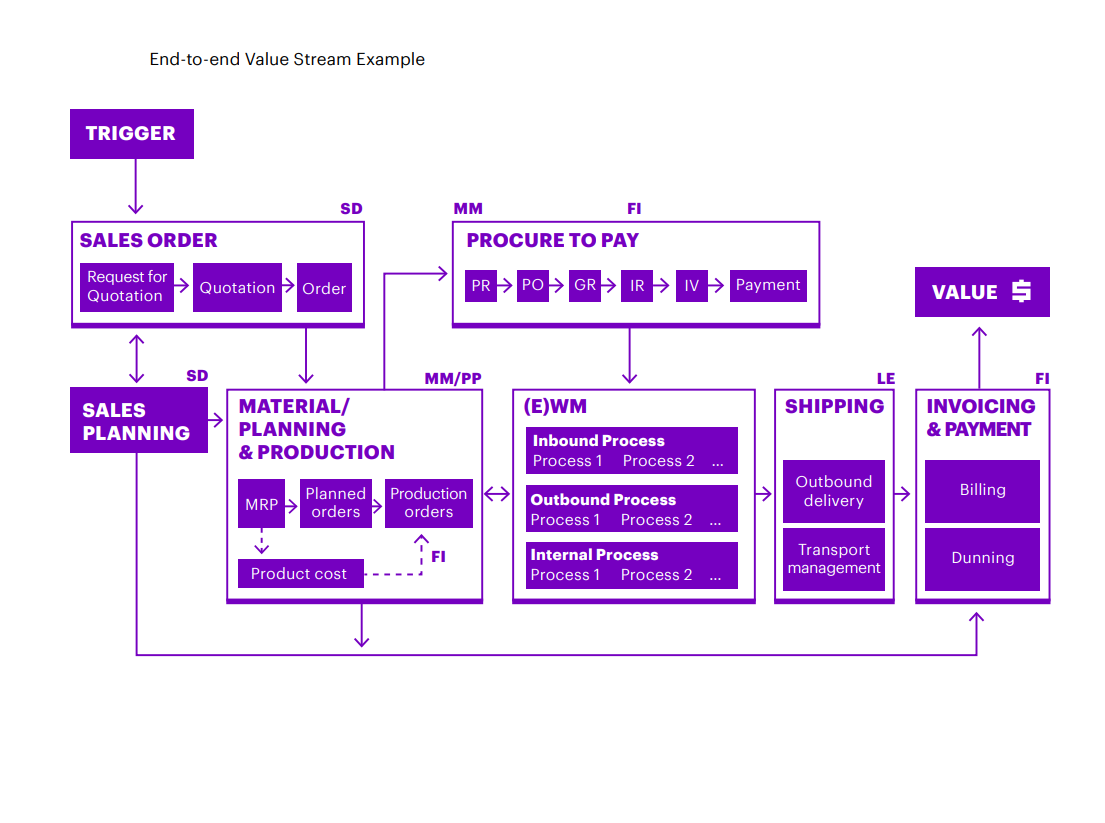 End-to-end Value Stream Example
TRIGGER
SD
SALES ORDER
Request for
Quotation
Quotation
Order
MM
FI
PROCURE TO PAY
PR
PO
GR
IR
IV
Payment
VALUE $
SD
SALES
PLANNING
MM/PP
MATERIAL/
PLANNING
& PRODUCTION
MRP
Planned
orders
Production
orders
Product cost
FI
(E)WM
Inbound Process
Process 1 Process 2 ...
Outbound Process
Process 1 Process 2 ...
Internal Process
Process 1 Process 2 ...
LE
SHIPPING
Outbound
delivery
Transport
management
FI
INVOICING
& PAYMENT
Billing
Dunning